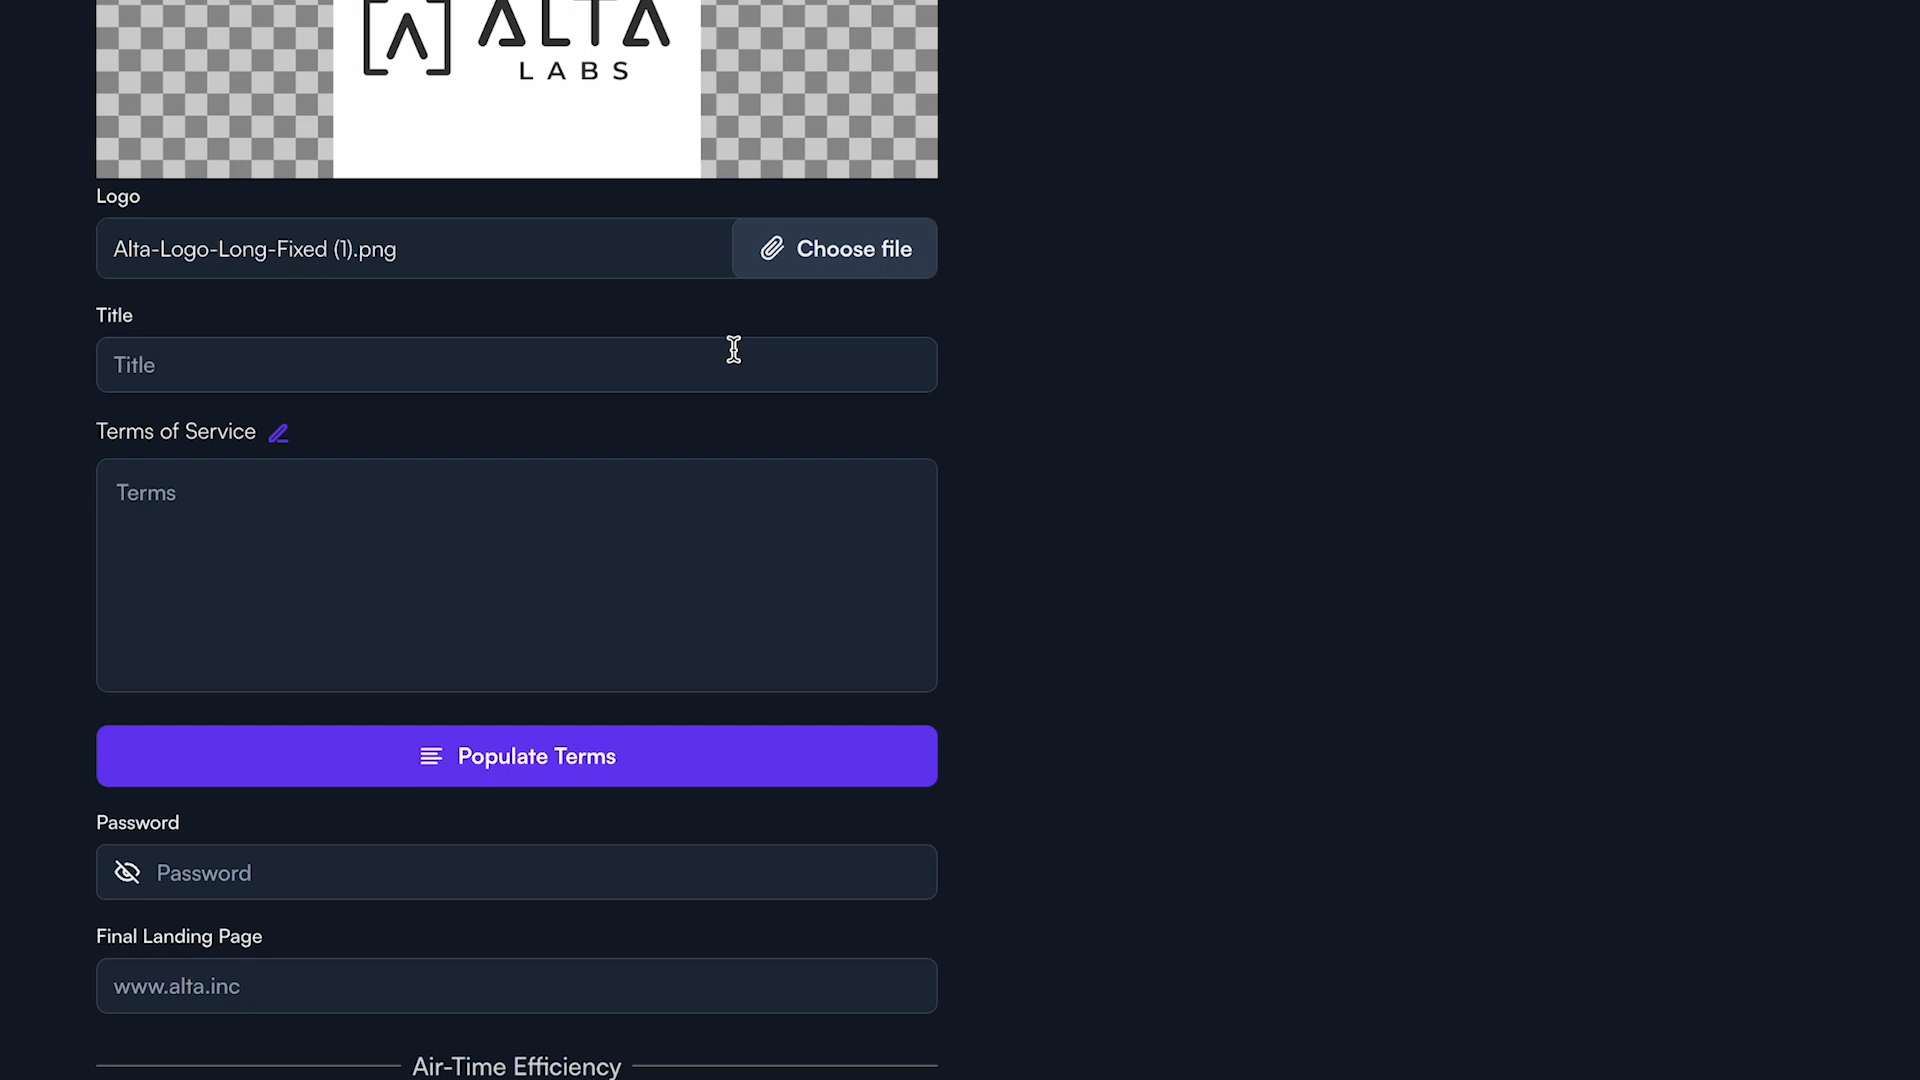 ALTA
LABS
Logo
Alta-Logo-Long-Fixed (1).png
Choose file
Title
Title
Terms of Service
Terms
Populate Terms
Password
Password
Final Landing Page
www.alta.inc
Air-Time Efficiency